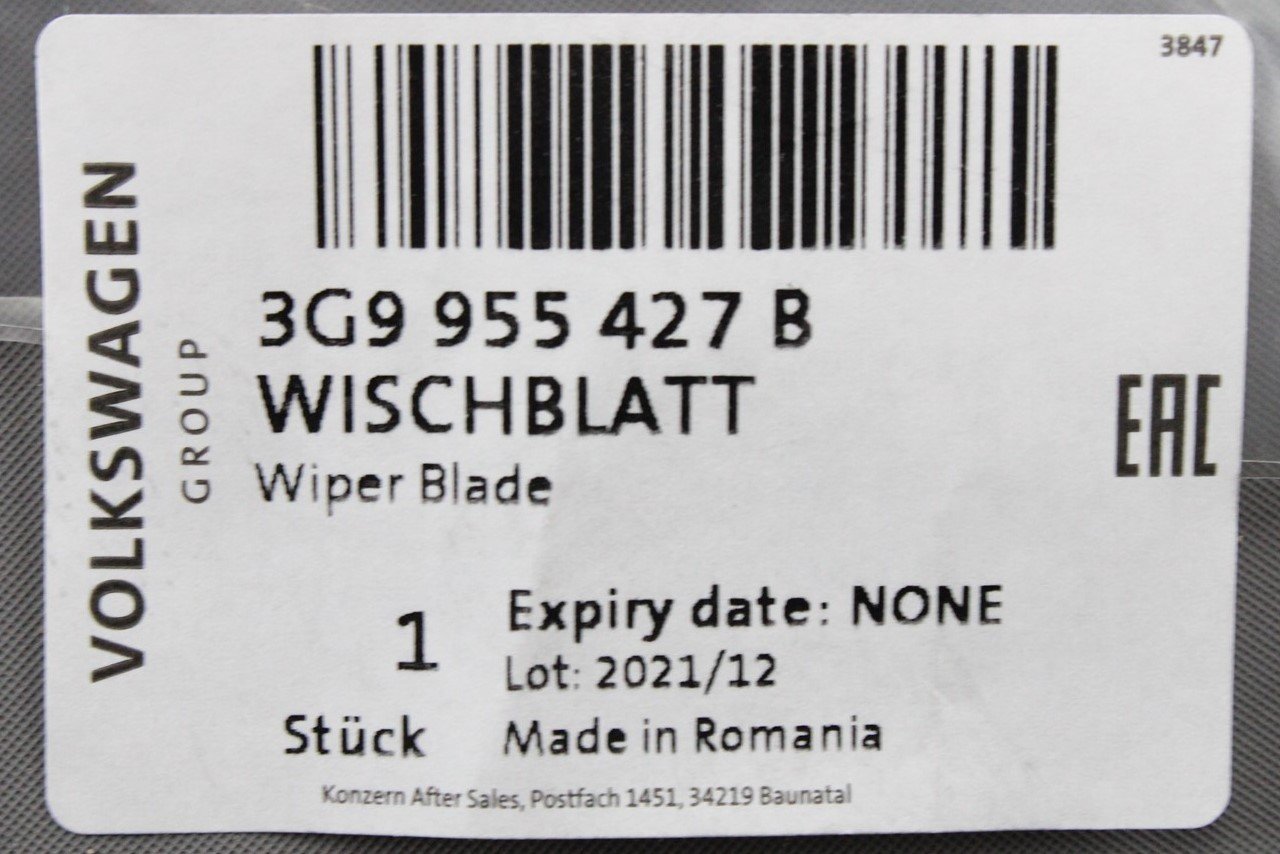 3847
VOLKSWAGEN
GROUP
3G9 955 427 B
WISCHBLATT
Wiper Blade
EAC
1
Stück
Expiry date: NONE
Lot: 2021/12
Made in Romania
Konzern After Sales, Postfach 1451, 34219 Baunatal